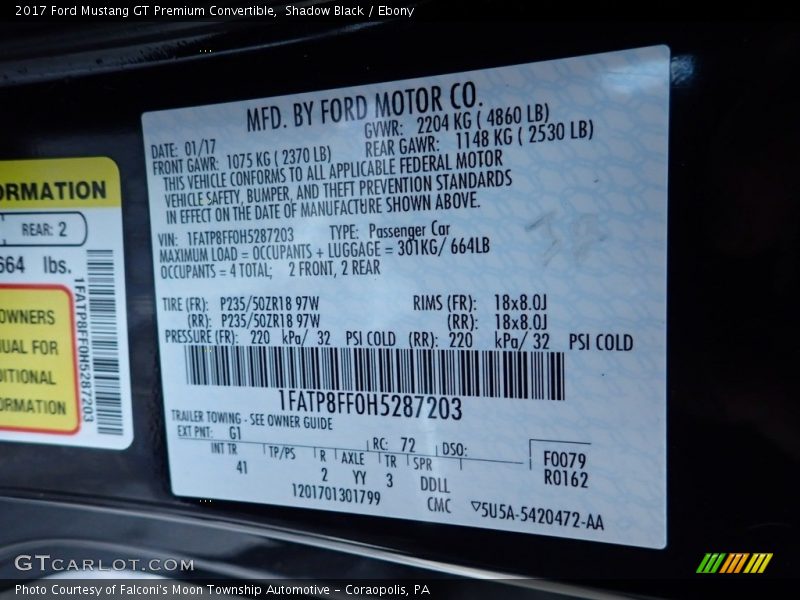 2017 Ford Mustang GT Premium Convertible, Shadow Black / Ebony
ORMATION
REAR: 2
664 lbs.
OWNERS
UAL FOR
DITIONAL
ORMATION
1FATP8FF0H5287203
MFD. BY FORD MOTOR CO.
DATE: 01/17 GVWR: 2204 KG ( 4860 LB)
FRONT GAWR: 1075 KG ( 2370 LB) REAR GAWR: 1148 KG ( 2530 LB)
THIS VEHICLE CONFORMS TO ALL APPLICABLE FEDERAL MOTOR
VEHICLE SAFETY, BUMPER, AND THEFT PREVENTION STANDARDS
IN EFFECT ON THE DATE OF MANUFACTURE SHOWN ABOVE.
VIN: 1FATP8FF0H5287203 TYPE: Passenger Car
MAXIMUM LOAD = OCCUPANTS + LUGGAGE = 301KG/ 664LB
OCCUPANTS = 4 TOTAL; 2 FRONT, 2 REAR
TIRE (FR): P235/50ZR18 97W RIMS (FR): 18x8.0J
(RR): P235/50ZR18 97W (RR): 18x8.0J
PRESSURE (FR): 220 kPa/ 32 PSI COLD (RR): 220 kPa/ 32 PSI COLD
1FATP8FF0H5287203
TRAILER TOWING - SEE OWNER GUIDE
EXT PNT: G1 RC: 72 DSO:
INT TR TP/PS R AXLE TR SPR F0079
41 2 YY 3 DDLL R0162
1201701301799 CMC ▽5U5A-5420472-AA
GTCARLOT.COM
Photo Courtesy of Falconi's Moon Township Automotive – Coraopolis, PA